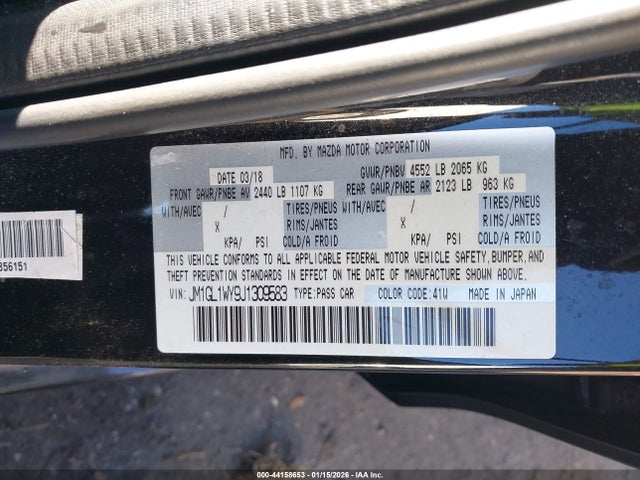 MFD. BY MAZDA MOTOR CORPORATION
DATE 03/18 GVWR/PNBV 4552 LB 2065 KG
FRONT GAWR/PNBE AV 2440 LB 1107 KG REAR GAWR/PNBE AR 2123 LB 963 KG
WITH/AVEC / TIRES/PNEUS WITH/AVEC / TIRES/PNEUS
X RIMS/JANTES X RIMS/JANTES
KPA/ PSI COLD/A FROID KPA/ PSI COLD/A FROID
THIS VEHICLE CONFORMS TO ALL APPLICABLE FEDERAL MOTOR VEHICLE SAFETY, BUMPER, AND
THEFT PREVENTION STANDARDS IN EFFECT ON THE DATE OF MANUFACTURE SHOWN ABOVE.
VIN: JM1GL1WY9J1309583 TYPE: PASS CAR COLOR CODE: 41W MADE IN JAPAN
356151
000-44158653 - 01/15/2026 - IAA Inc.